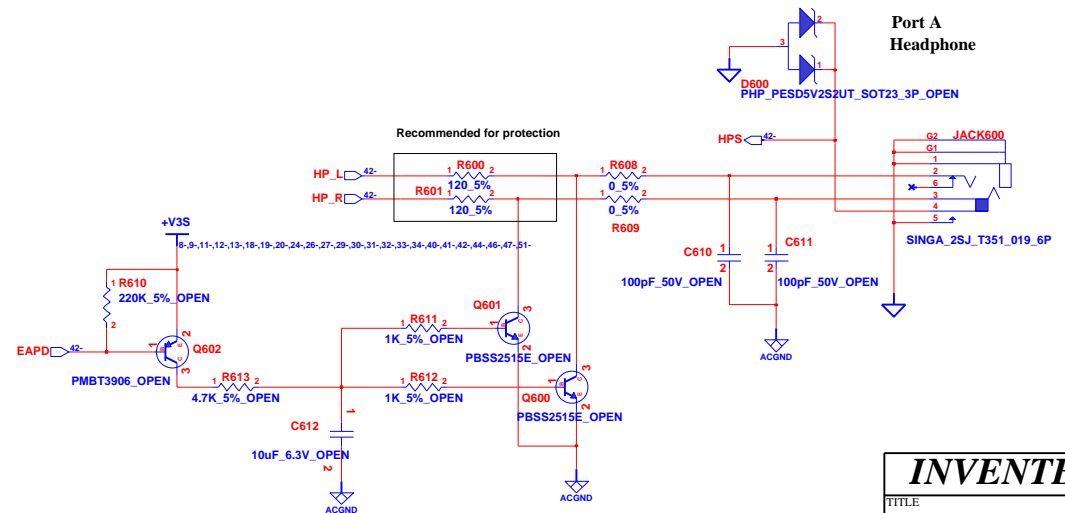 Port A
Headphone
2
3
1
D600
PHP_PESD5V2S2UT_SOT23_3P_OPEN
HPS
42-
G2
JACK600
G1
1
2
6
3
4
5
SINGA_2SJ_T351_019_6P
Recommended for protection
HP_L
42-
1
R600
2
120_5%
HP_R
42-
R601
1
2
120_5%
1
R608
2
0_5%
1
2
0_5%
R609
C610
1
2
100pF_50V_OPEN
C611
1
2
100pF_50V_OPEN
ACGND
+V3S
8-,9-,11-,12-,13-,18-,19-,20-,24-,26-,27-,29-,30-,31-,32-,33-,34-,40-,41-,42-,44-,46-,47-,51-
1
R610
220K_5%_OPEN
2
EAPD
42-
1
B
E
C
2
3
Q602
PMBT3906_OPEN
1
R613
2
4.7K_5%_OPEN
1
R611
2
1K_5%_OPEN
Q601
1
B
C
E
3
2
PBSS2515E_OPEN
1
R612
2
1K_5%_OPEN
Q600
1
B
C
E
3
2
PBSS2515E_OPEN
C612
1
10uF_6.3V_OPEN
2
ACGND
ACGND
INVENTE
TITLE